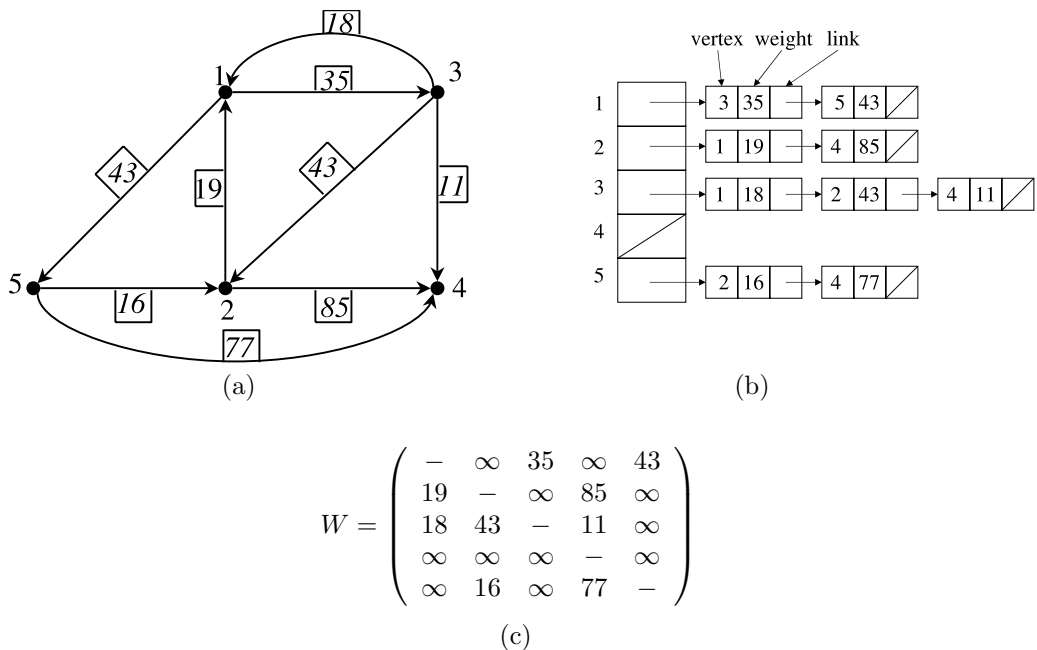 18
1 35 3
43 19 43 11
5 16 2 85 4
77
(a)
vertex weight link
1 3 35 5 43
2 1 19 4 85
3 1 18 2 43 4 11
4
5 2 16 4 77
(b)
W =
− ∞ 35 ∞ 43
19 − ∞ 85 ∞
18 43 − 11 ∞
∞ ∞ ∞ − ∞
∞ 16 ∞ 77 −
(c)